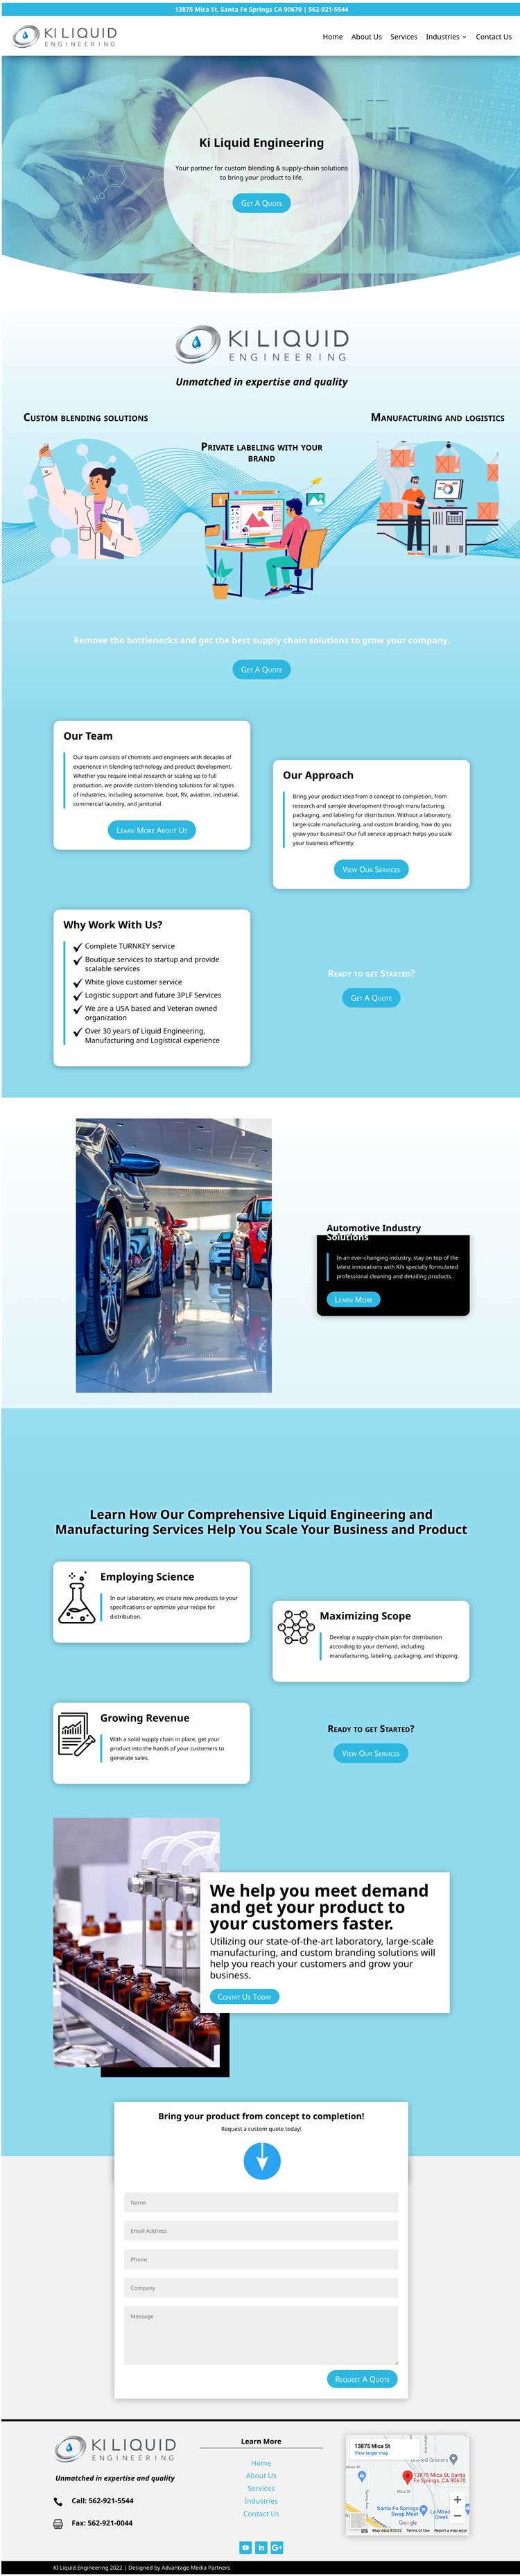 13875 Mica St. Santa Fe Springs CA 90670 | 562-921-5544
KI LIQUID
ENGINEERING
Home About Us Services Industries Contact Us
Ki Liquid Engineering
Your partner for custom blending & supply-chain solutions
to bring your product to life.
Get A Quote
KI LIQUID
ENGINEERING
Unmatched in expertise and quality
Custom blending solutions
Private labeling with your
brand
Manufacturing and logistics
Remove the bottlenecks and get the best supply chain solutions to grow your company.
Get A Quote
Our Team
Our team consists of chemists and engineers with decades of
experience in blending technology and product development.
Whether you require initial research or scaling up to full
production, we provide custom blending solutions for all types
of industries, including automotive, boat, RV, aviation, industrial,
commercial laundry, and janitorial.
Learn More About Us
Our Approach
Bring your product idea from a concept to completion, from
research and sample development through manufacturing,
packaging, and labeling for distribution. Without a laboratory,
large-scale manufacturing, and custom branding, how do you
grow your business? Our full service approach helps you scale
your business efficently.
View Our Services
Why Work With Us?
Complete TURNKEY service
Boutique services to startup and provide
scalable services
White glove customer service
Logistic support and future 3PLF Services
We are a USA based and Veteran owned
organization
Over 30 years of Liquid Engineering,
Manufacturing and Logistical experience
Ready to get Started?
Get A Quote
Automotive Industry
Solutions
In an ever-changing industry, stay on top of the
latest innovations with KI's specially formulated
professional cleaning and detailing products.
Learn More
Learn How Our Comprehensive Liquid Engineering and
Manufacturing Services Help You Scale Your Business and Product
Employing Science
In our laboratory, we create new products to your
specifications or optimize your recipe for
distribution.
Maximizing Scope
Develop a supply-chain plan for distribution
according to your demand, including
manufacturing, labeling, packaging, and shipping.
Growing Revenue
With a solid supply chain in place, get your
product into the hands of your customers to
generate sales.
Ready to get Started?
View Our Services
We help you meet demand
and get your product to
your customers faster.
Utilizing our state-of-the-art laboratory, large-scale
manufacturing, and custom branding solutions will
help you reach your customers and grow your
business.
Contat Us Today
Bring your product from concept to completion!
Request a custom quote today!
Name
Email Address
Phone
Company
Message
Request A Quote
KI LIQUID
ENGINEERING
Unmatched in expertise and quality
Call: 562-921-5544
Fax: 562-921-0044
Learn More
Home
About Us
Services
Industries
Contact Us
13875 Mica St
View larger map
Grocers
13875 Mica St, Santa
Fe Springs, CA 90670
Mica St
Santa Fe Springs
Swap Meet
La Mirada
Creek
Google
Map data ©2022 Terms of Use Report a map error
KI Liquid Engineering 2022 | Designed by Advantage Media Partners